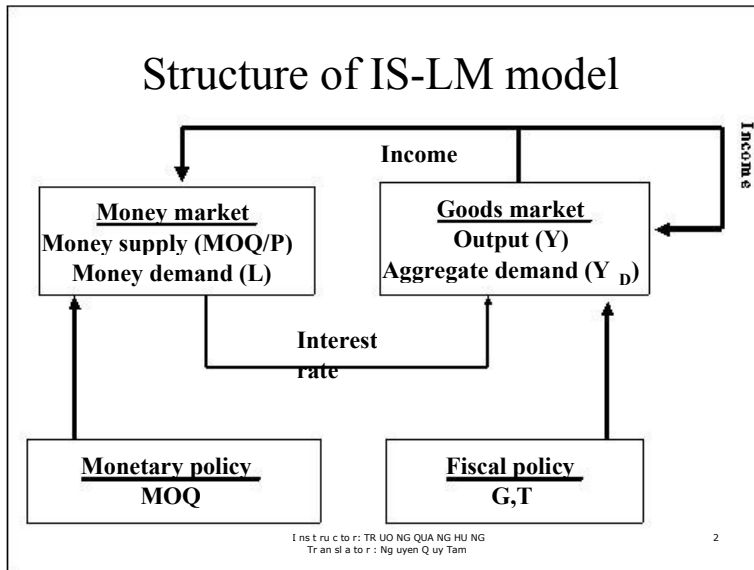 Structure of IS-LM model
Income
Income
Money market
Money supply (MOQ/P)
Money demand (L)
Goods market
Output (Y)
Aggregate demand (Y D)
Interest
rate
Monetary policy
MOQ
Fiscal policy
G,T
Instructor: TRUONG QUANG HUNG
Translator: Nguyen Quy Tam
2